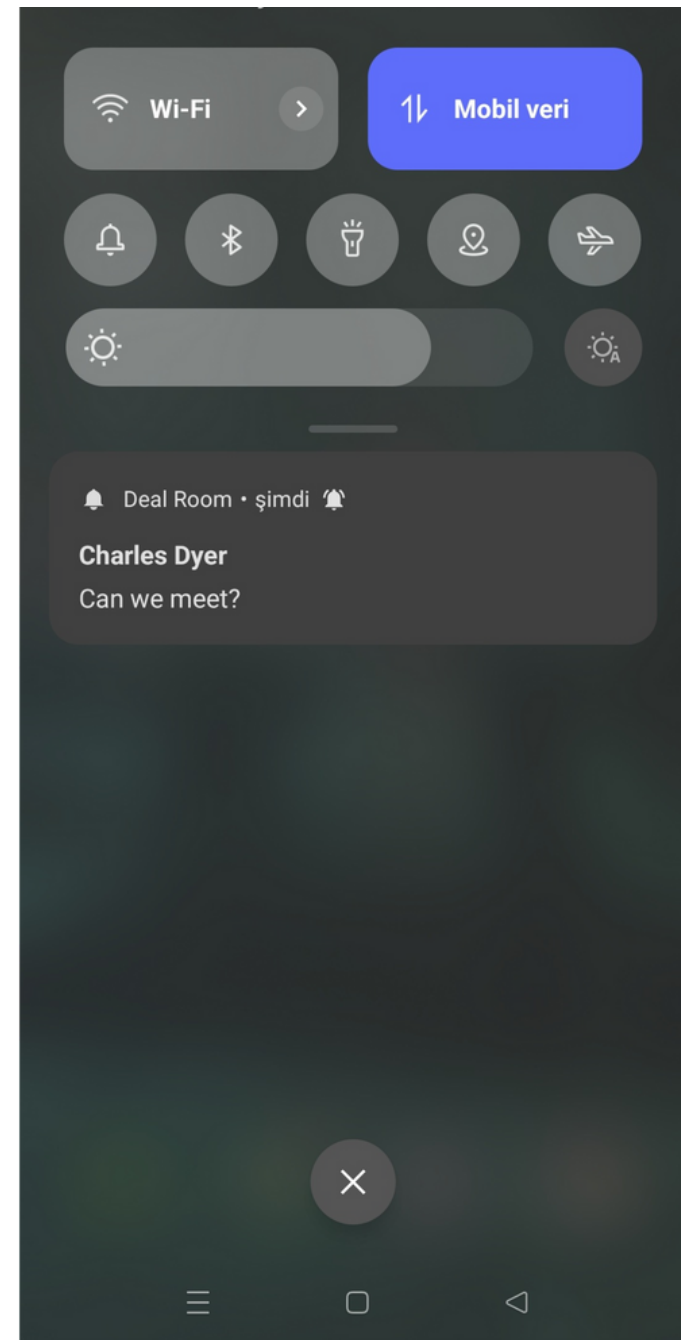 Wi-Fi
Mobil veri
A
Deal Room • şimdi
Charles Dyer
Can we meet?